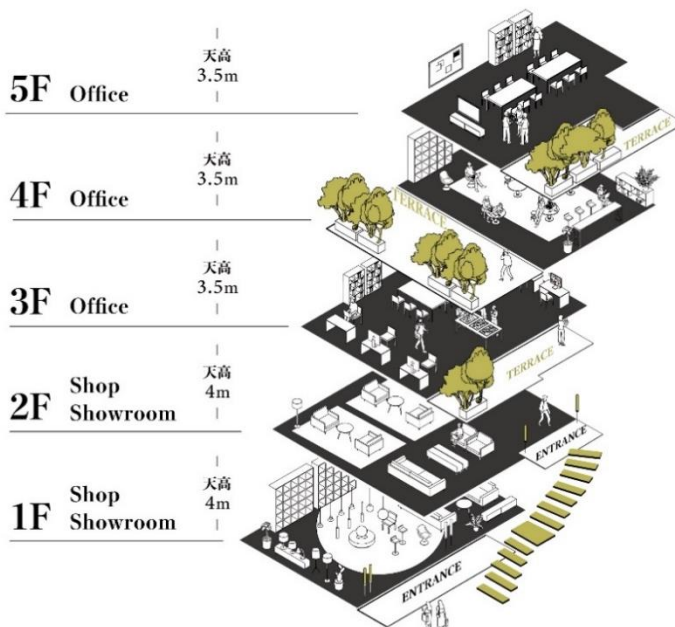 天高
3.5m
5F Office
TERRACE
天高
3.5m
4F Office
TERRACE
天高
3.5m
3F Office
TERRACE
天高
4m
2F Shop
Showroom
ENTRANCE
天高
4m
1F Shop
Showroom
ENTRANCE